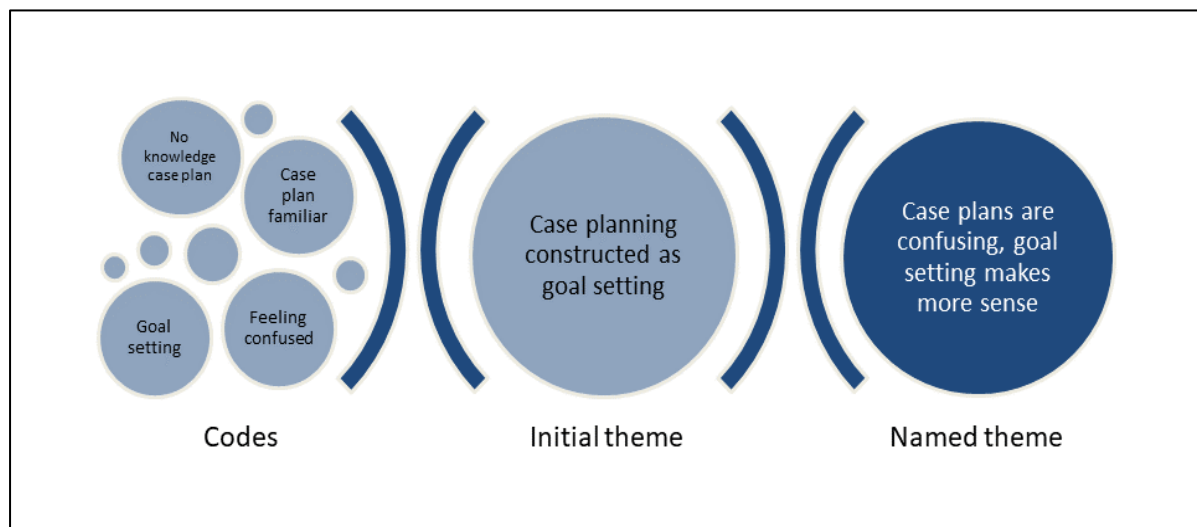 No
knowledge
case plan
Case
plan
familiar
Goal
setting
Feeling
confused
Case planning
constructed as
goal setting
Case plans are
confusing, goal
setting makes
more sense
Codes
Initial theme
Named theme